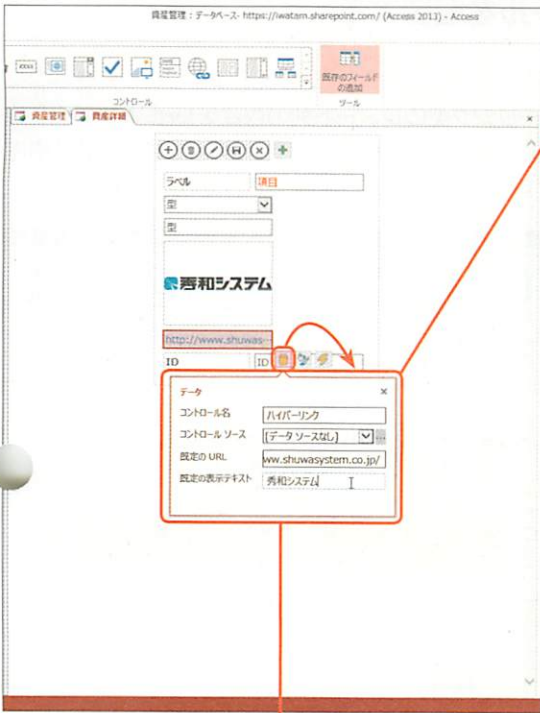 資産管理 : データベース- https://iwatam.sharepoint.com/ (Access 2013) - Access
既存のフィールド
の追加
コントロール
ツール
資産管理
資産詳細
ラベル
項目
型
型
秀和システム
http://www.shuwas
ID
ID
データ
コントロール名
ハイパーリンク
コントロール ソース
[データ ソースなし]
既定の URL
ww.shuwasystem.co.jp/
既定の表示テキスト
秀和システム